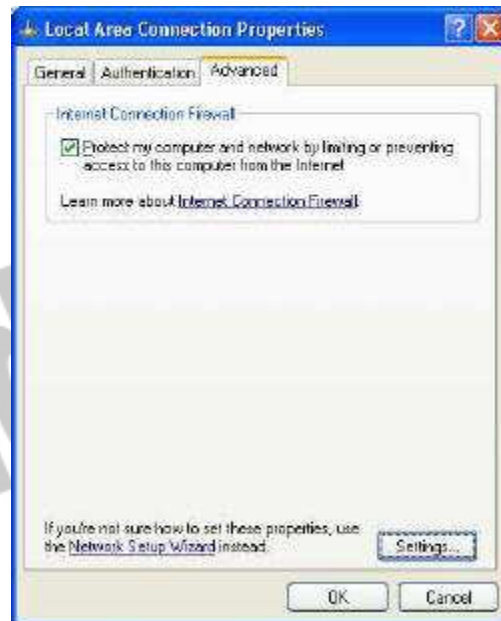 Local Area Connection Properties
General Authentication Advanced
Internet Connection Firewall
Protect my computer and network by limiting or preventing
access to this computer from the Internet
Learn more about Internet Connection Firewall.
If you're not sure how to set these properties, use
the Network Setup Wizard instead.
Settings...
OK Cancel